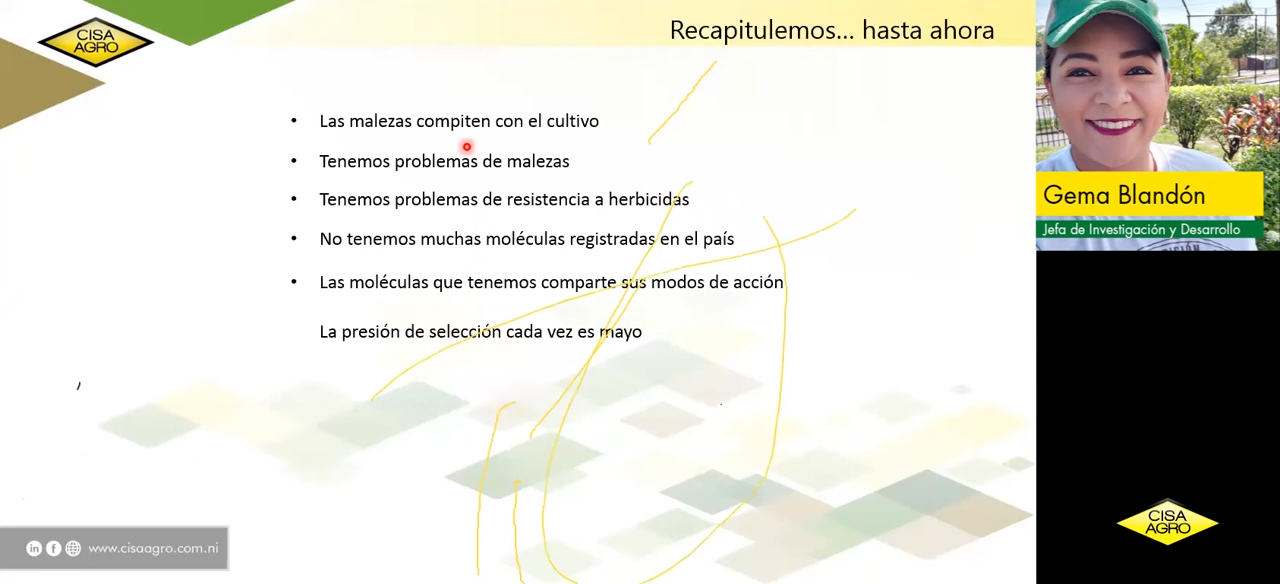 CISA
AGRO
Recapitulemos... hasta ahora
• Las malezas compiten con el cultivo
• Tenemos problemas de malezas
• Tenemos problemas de resistencia a herbicidas
• No tenemos muchas moléculas registradas en el país
• Las moléculas que tenemos comparte sus modos de acción
La presión de selección cada vez es mayo
www.cisaagro.com.ni
Gema Blandón
Jefa de Investigación y Desarrollo
CISA
AGRO